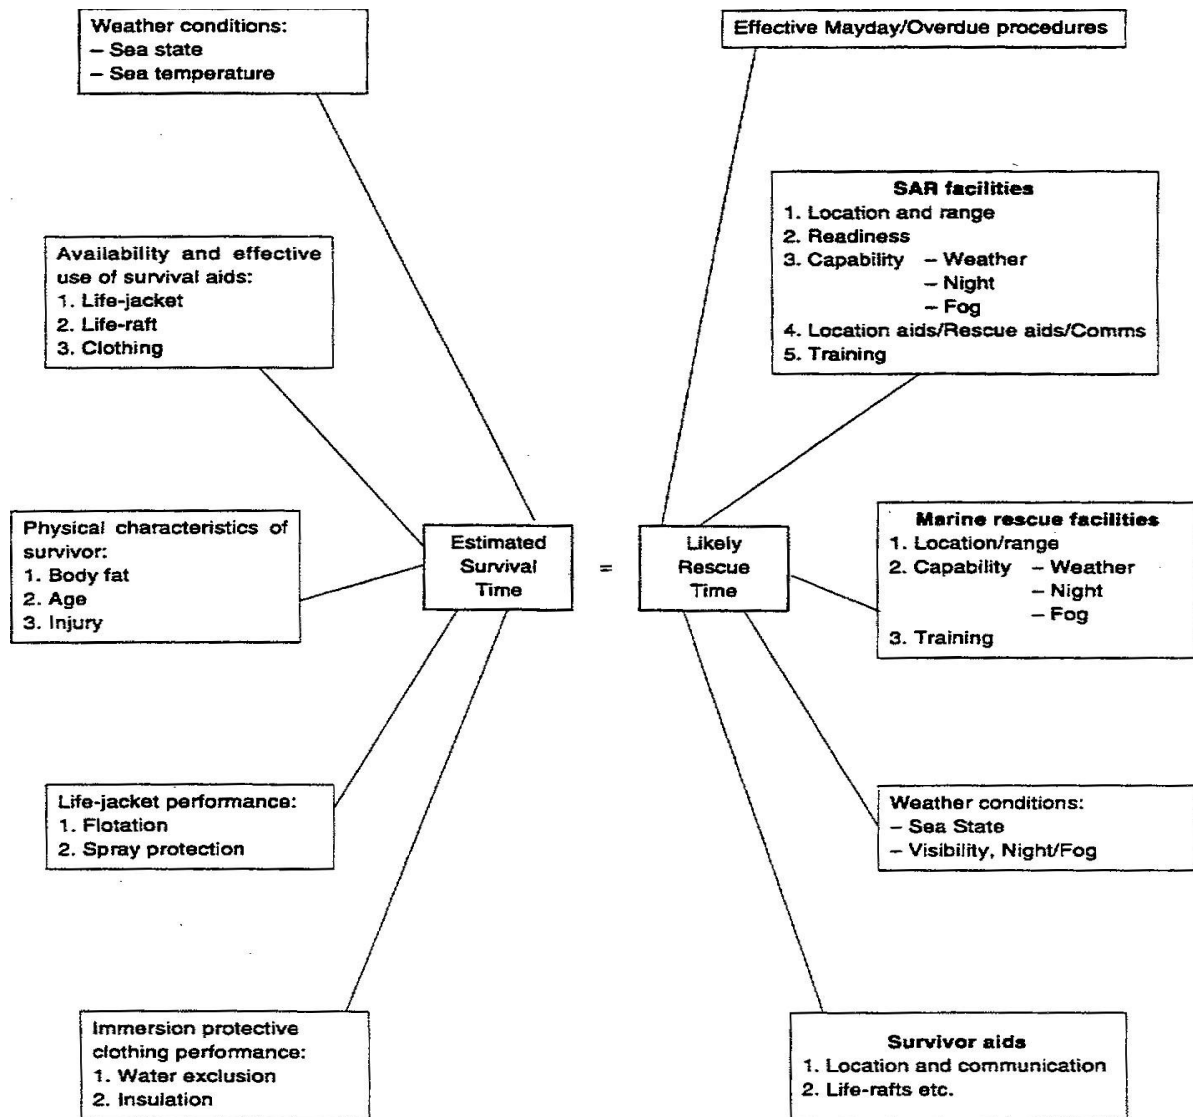 Weather conditions:
– Sea state
– Sea temperature
Availability and effective
use of survival aids:
1. Life-jacket
2. Life-raft
3. Clothing
Physical characteristics of
survivor:
1. Body fat
2. Age
3. Injury
Life-jacket performance:
1. Flotation
2. Spray protection
Immersion protective
clothing performance:
1. Water exclusion
2. Insulation
Estimated
Survival
Time
=
Likely
Rescue
Time
Effective Mayday/Overdue procedures
SAR facilities
1. Location and range
2. Readiness
3. Capability – Weather
– Night
– Fog
4. Location aids/Rescue aids/Comms
5. Training
Marine rescue facilities
1. Location/range
2. Capability – Weather
– Night
– Fog
3. Training
Weather conditions:
– Sea State
– Visibility, Night/Fog
Survivor aids
1. Location and communication
2. Life-rafts etc.